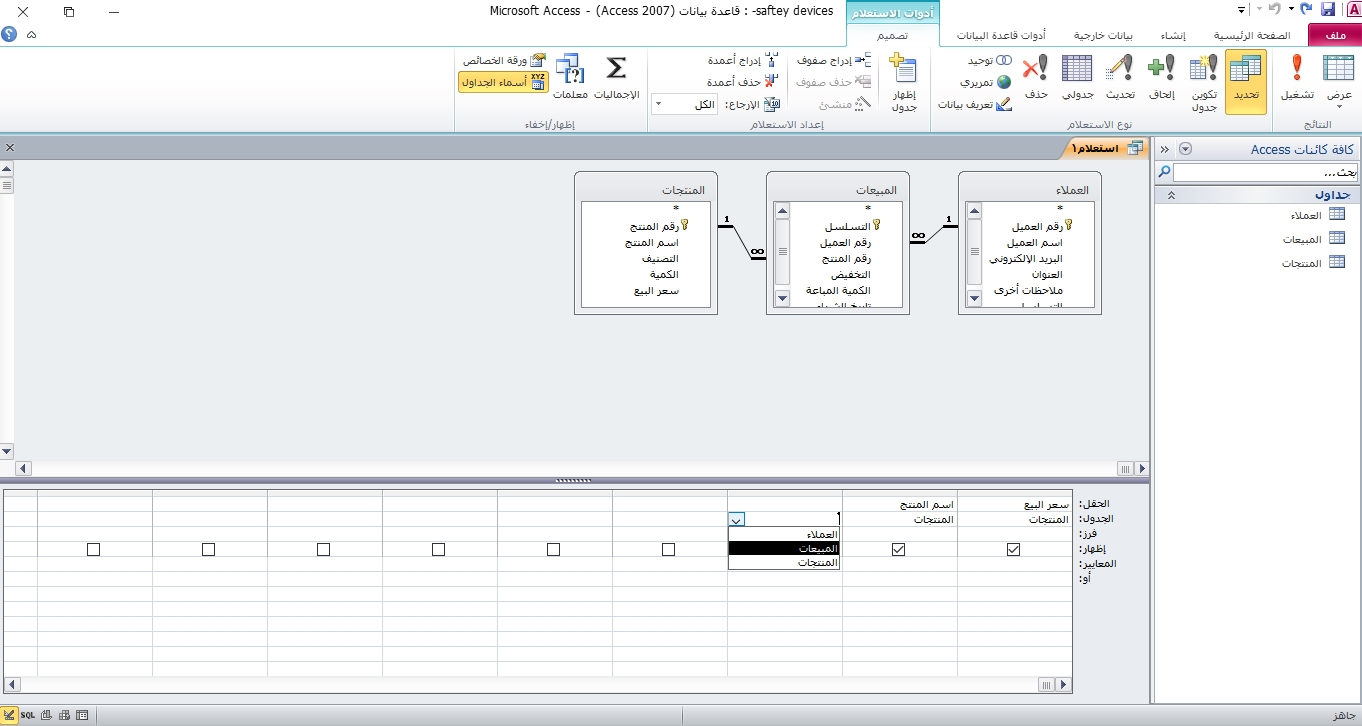 أدوات الاستعلام
saftey devices- : قاعدة بيانات (Access 2007) - Microsoft Access
ملف
الصفحة الرئيسية
إنشاء
بيانات خارجية
أدوات قاعدة البيانات
تصميم
عرض
تشغيل
النتائج
تحديد
تكوين جدول
إلحاق
تحديث
جدولي
حذف
توحيد
تمريري
تعريف بيانات
نوع الاستعلام
إظهار جدول
إدراج صفوف
حذف صفوف
منشئ
إدراج أعمدة
حذف أعمدة
الإرجاع: الكل
إعداد الاستعلام
الإجماليات
معلمات
ورقة الخصائص
أسماء الجداول
إظهار/إخفاء
كافة كائنات Access
بحث...
جداول
العملاء
المبيعات
المنتجات
استعلام١
العملاء
*
رقم العميل
اسم العميل
البريد الإلكتروني
العنوان
ملاحظات أخرى
1
∞
المبيعات
*
التسلسل
رقم العميل
رقم المنتج
التخفيض
الكمية المباعة
1
∞
المنتجات
*
رقم المنتج
اسم المنتج
التصنيف
الكمية
سعر البيع
الحقل: سعر البيع اسم المنتج
الجدول: المنتجات المنتجات
فرز:
إظهار:
المعايير:
أو:
العملاء
المبيعات
المنتجات
جاهز
SQL